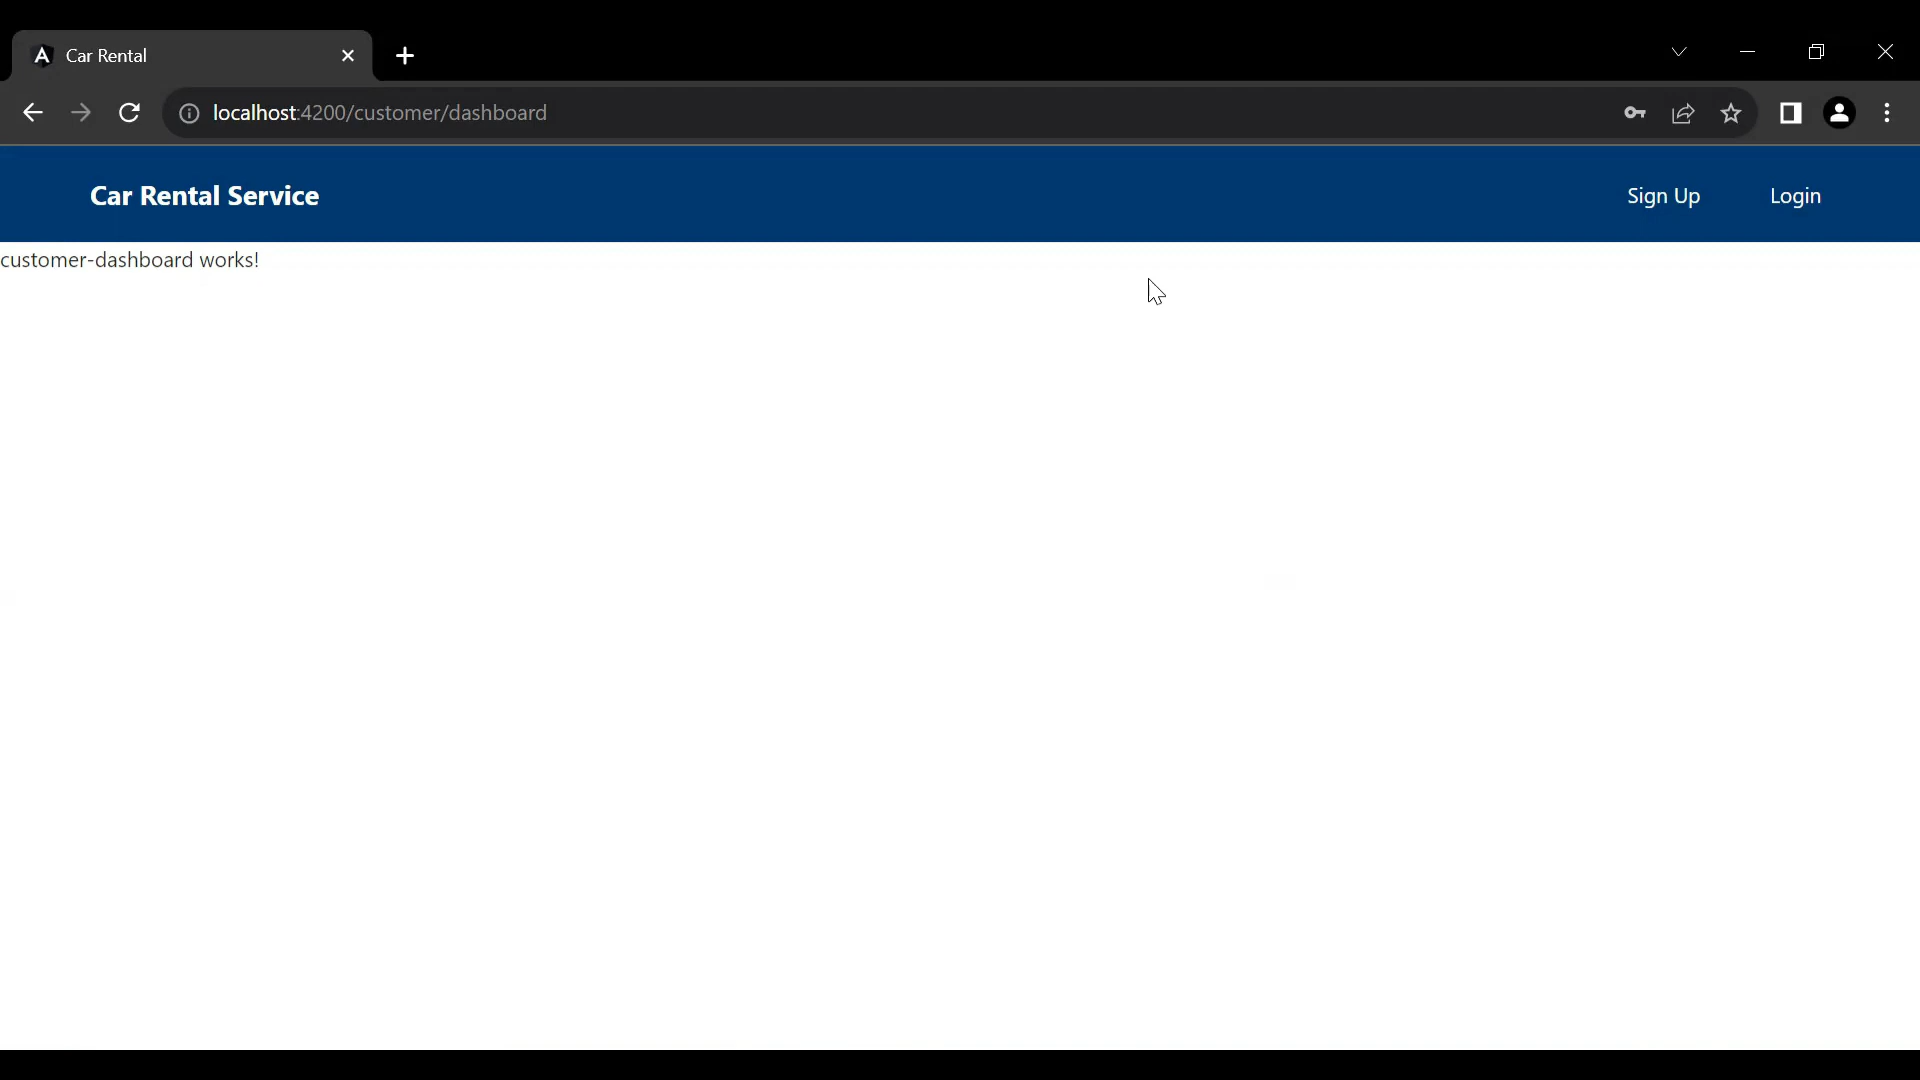 Car Rental
localhost:4200/customer/dashboard
Car Rental Service Sign Up Login
customer-dashboard works!